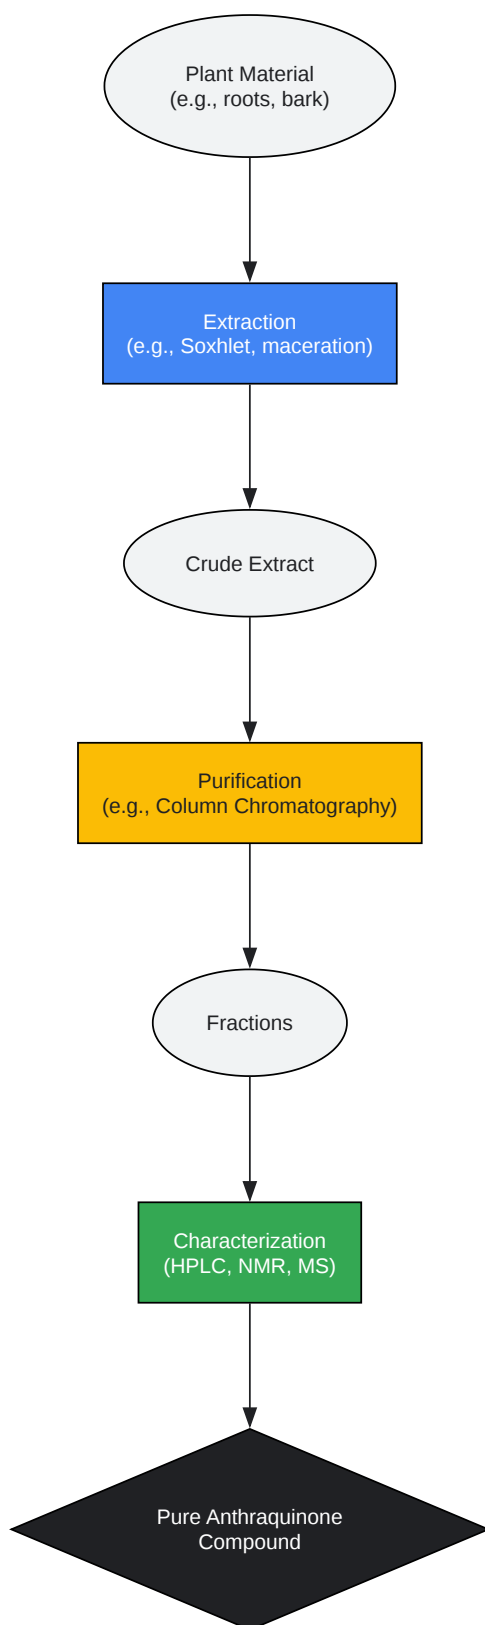 Plant Material
(e.g., roots, bark)
Extraction
(e.g., Soxhlet, maceration)
Crude Extract
Purification
(e.g., Column Chromatography)
Fractions
Characterization
(HPLC, NMR, MS)
Pure Anthraquinone
Compound